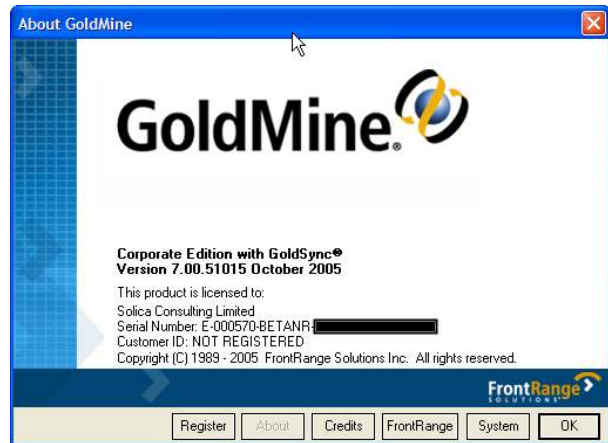 About GoldMine
GoldMine®
Corporate Edition with GoldSync®
Version 7.00.51015 October 2005
This product is licensed to:
Solica Consulting Limited
Serial Number: E-000570-BETANR-
Customer ID: NOT REGISTERED
Copyright (C) 1989 - 2005 FrontRange Solutions Inc. All rights reserved.
FrontRange
SOLUTIONS
Register About Credits FrontRange System OK